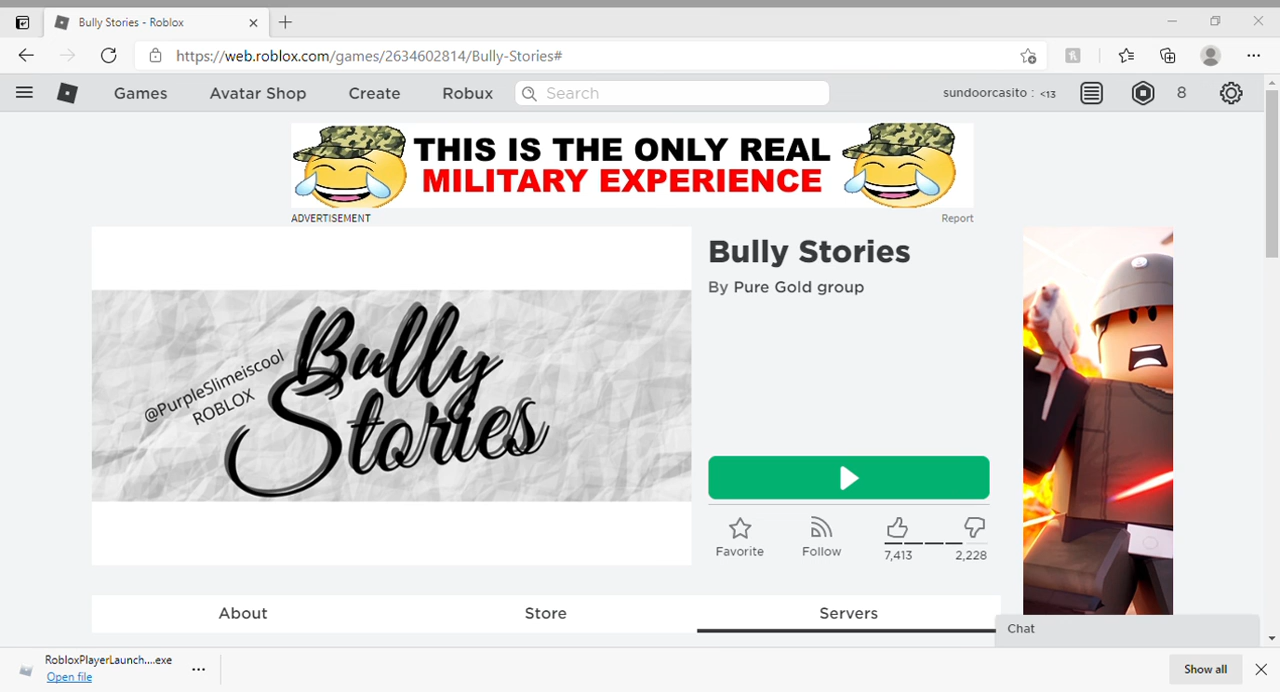 Bully Stories - Roblox
https://web.roblox.com/games/2634602814/Bully-Stories#
Games
Avatar Shop
Create
Robux
Search
sundoorcasito : <13
8
THIS IS THE ONLY REAL
MILITARY EXPERIENCE
ADVERTISEMENT
Report
@PurpleSlimeiscool
ROBLOX
Bully
Stories
Bully Stories
By Pure Gold group
Favorite
Follow
7,413
2,228
About
Store
Servers
Chat
RobloxPlayerLaunch....exe
Open file
Show all